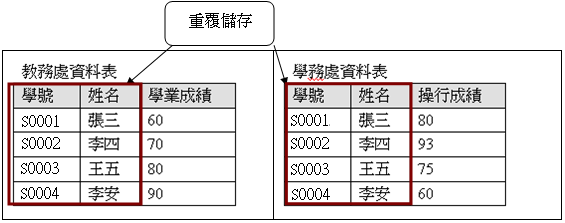 重覆儲存
教務處資料表
學號 姓名 學業成績
S0001 張三 60
S0002 李四 70
S0003 王五 80
S0004 李安 90
學務處資料表
學號 姓名 操行成績
S0001 張三 80
S0002 李四 93
S0003 王五 75
S0004 李安 60